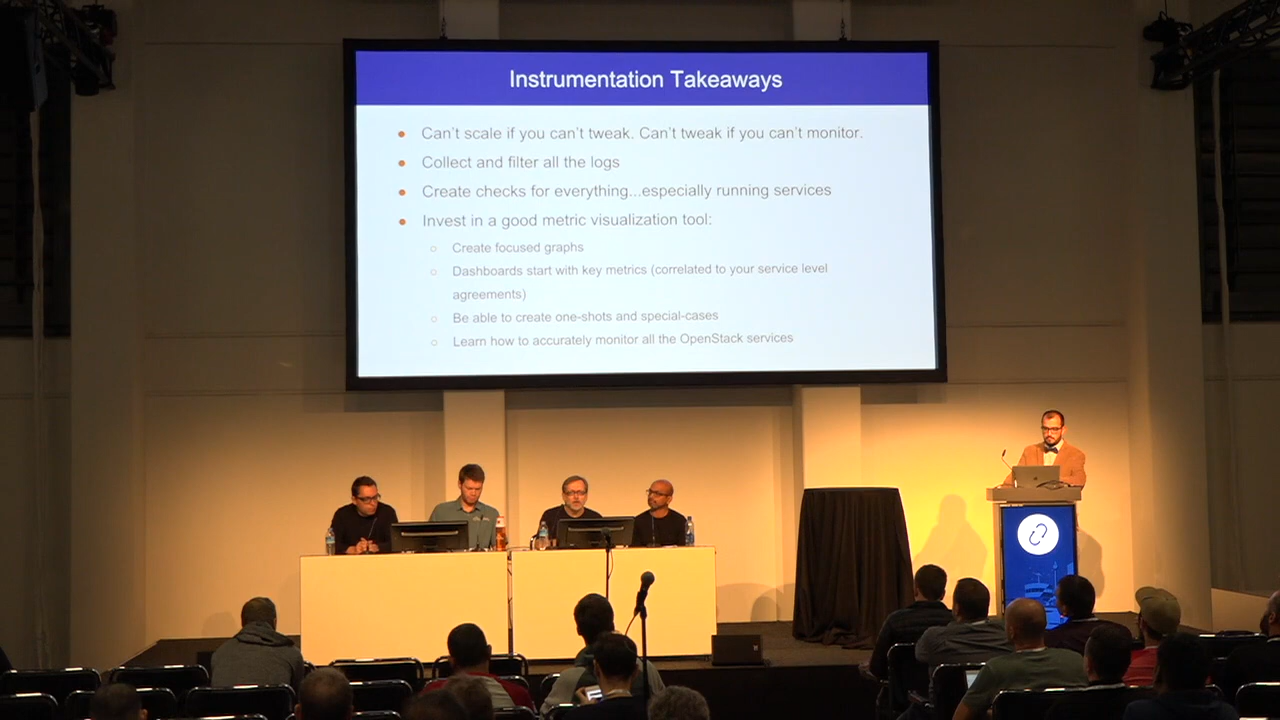 Instrumentation Takeaways
Can't scale if you can't tweak. Can't tweak if you can't monitor.
Collect and filter all the logs
Create checks for everything...especially running services
Invest in a good metric visualization tool:
Create focused graphs
Dashboards start with key metrics (correlated to your service level
agreements)
Be able to create one-shots and special-cases
Learn how to accurately monitor all the OpenStack services